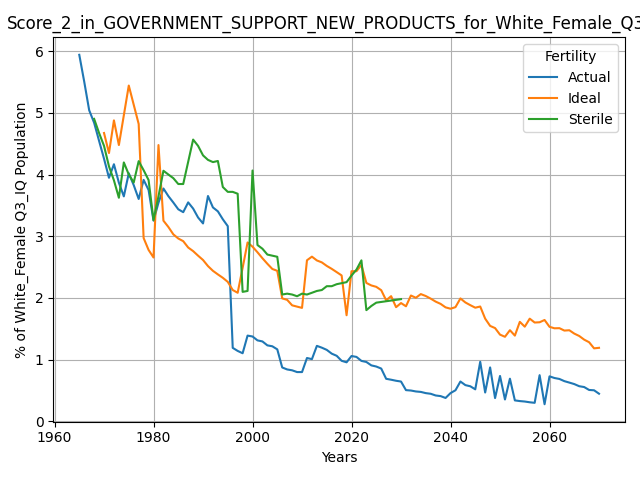 Score_2_in_GOVERNMENT_SUPPORT_NEW_PRODUCTS_for_White_Female_Q3
% of White_Female Q3_IQ Population
6
5
4
3
2
1
0
Fertility
Actual
Ideal
Sterile
1960 1980 2000 2020 2040 2060
Years